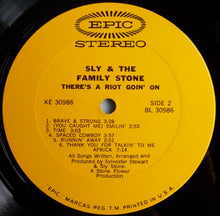 EPIC
STEREO
SLY & THE
FAMILY STONE
THERE'S A RIOT GOIN' ON
KE 30986 SIDE 2
BL 30986
1. BRAVE & STRONG 3:28
2. (YOU CAUGHT ME) SMILIN' 2:53
3. TIME 3:03
4. SPACED COWBOY 3:57
5. RUNNIN' AWAY 2:51
6. THANK YOU FOR TALKIN' TO ME
AFRICA 7:14
All Songs Written, Arranged and
Produced by Sylvester Stewart
& Sly Stone.
A Stone Flower
Production
EPIC, MARCAS REG. T.M. PRINTED IN U.S.A.